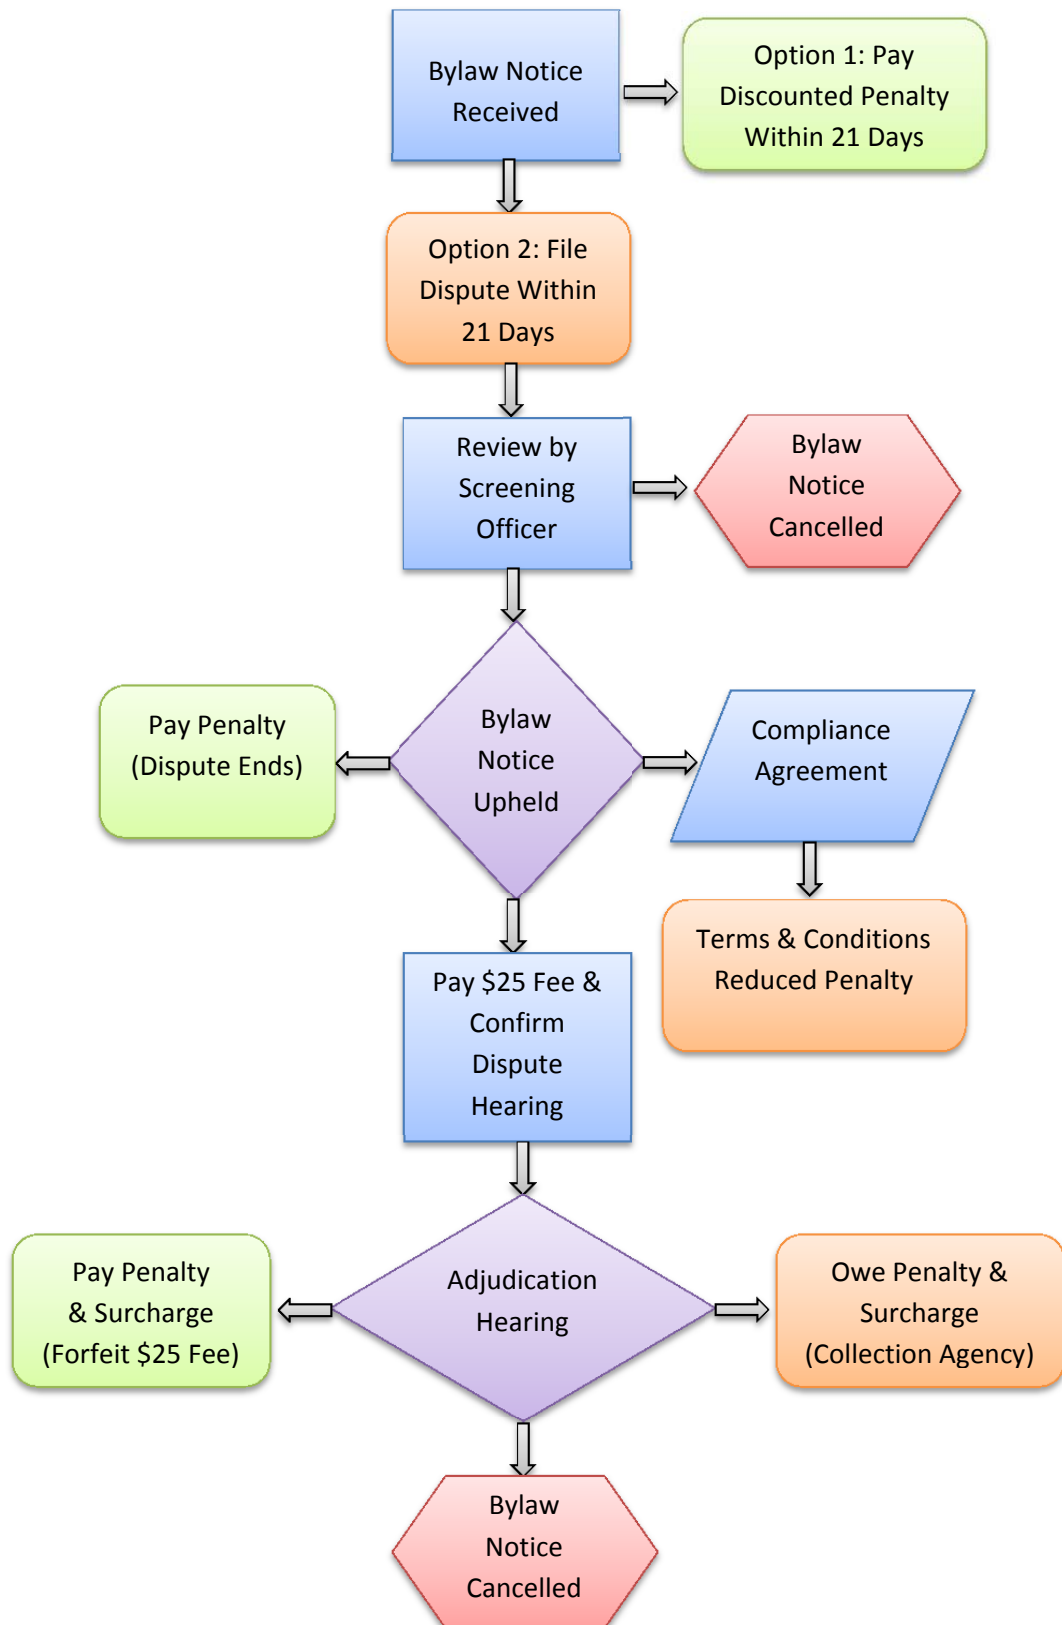 Bylaw Notice
Received
Option 1: Pay
Discounted Penalty
Within 21 Days
Option 2: File
Dispute Within
21 Days
Review by
Screening
Officer
Bylaw
Notice
Cancelled
Pay Penalty
(Dispute Ends)
Bylaw
Notice
Upheld
Compliance
Agreement
Terms & Conditions
Reduced Penalty
Pay $25 Fee &
Confirm
Dispute
Hearing
Pay Penalty
& Surcharge
(Forfeit $25 Fee)
Adjudication
Hearing
Owe Penalty &
Surcharge
(Collection Agency)
Bylaw
Notice
Cancelled